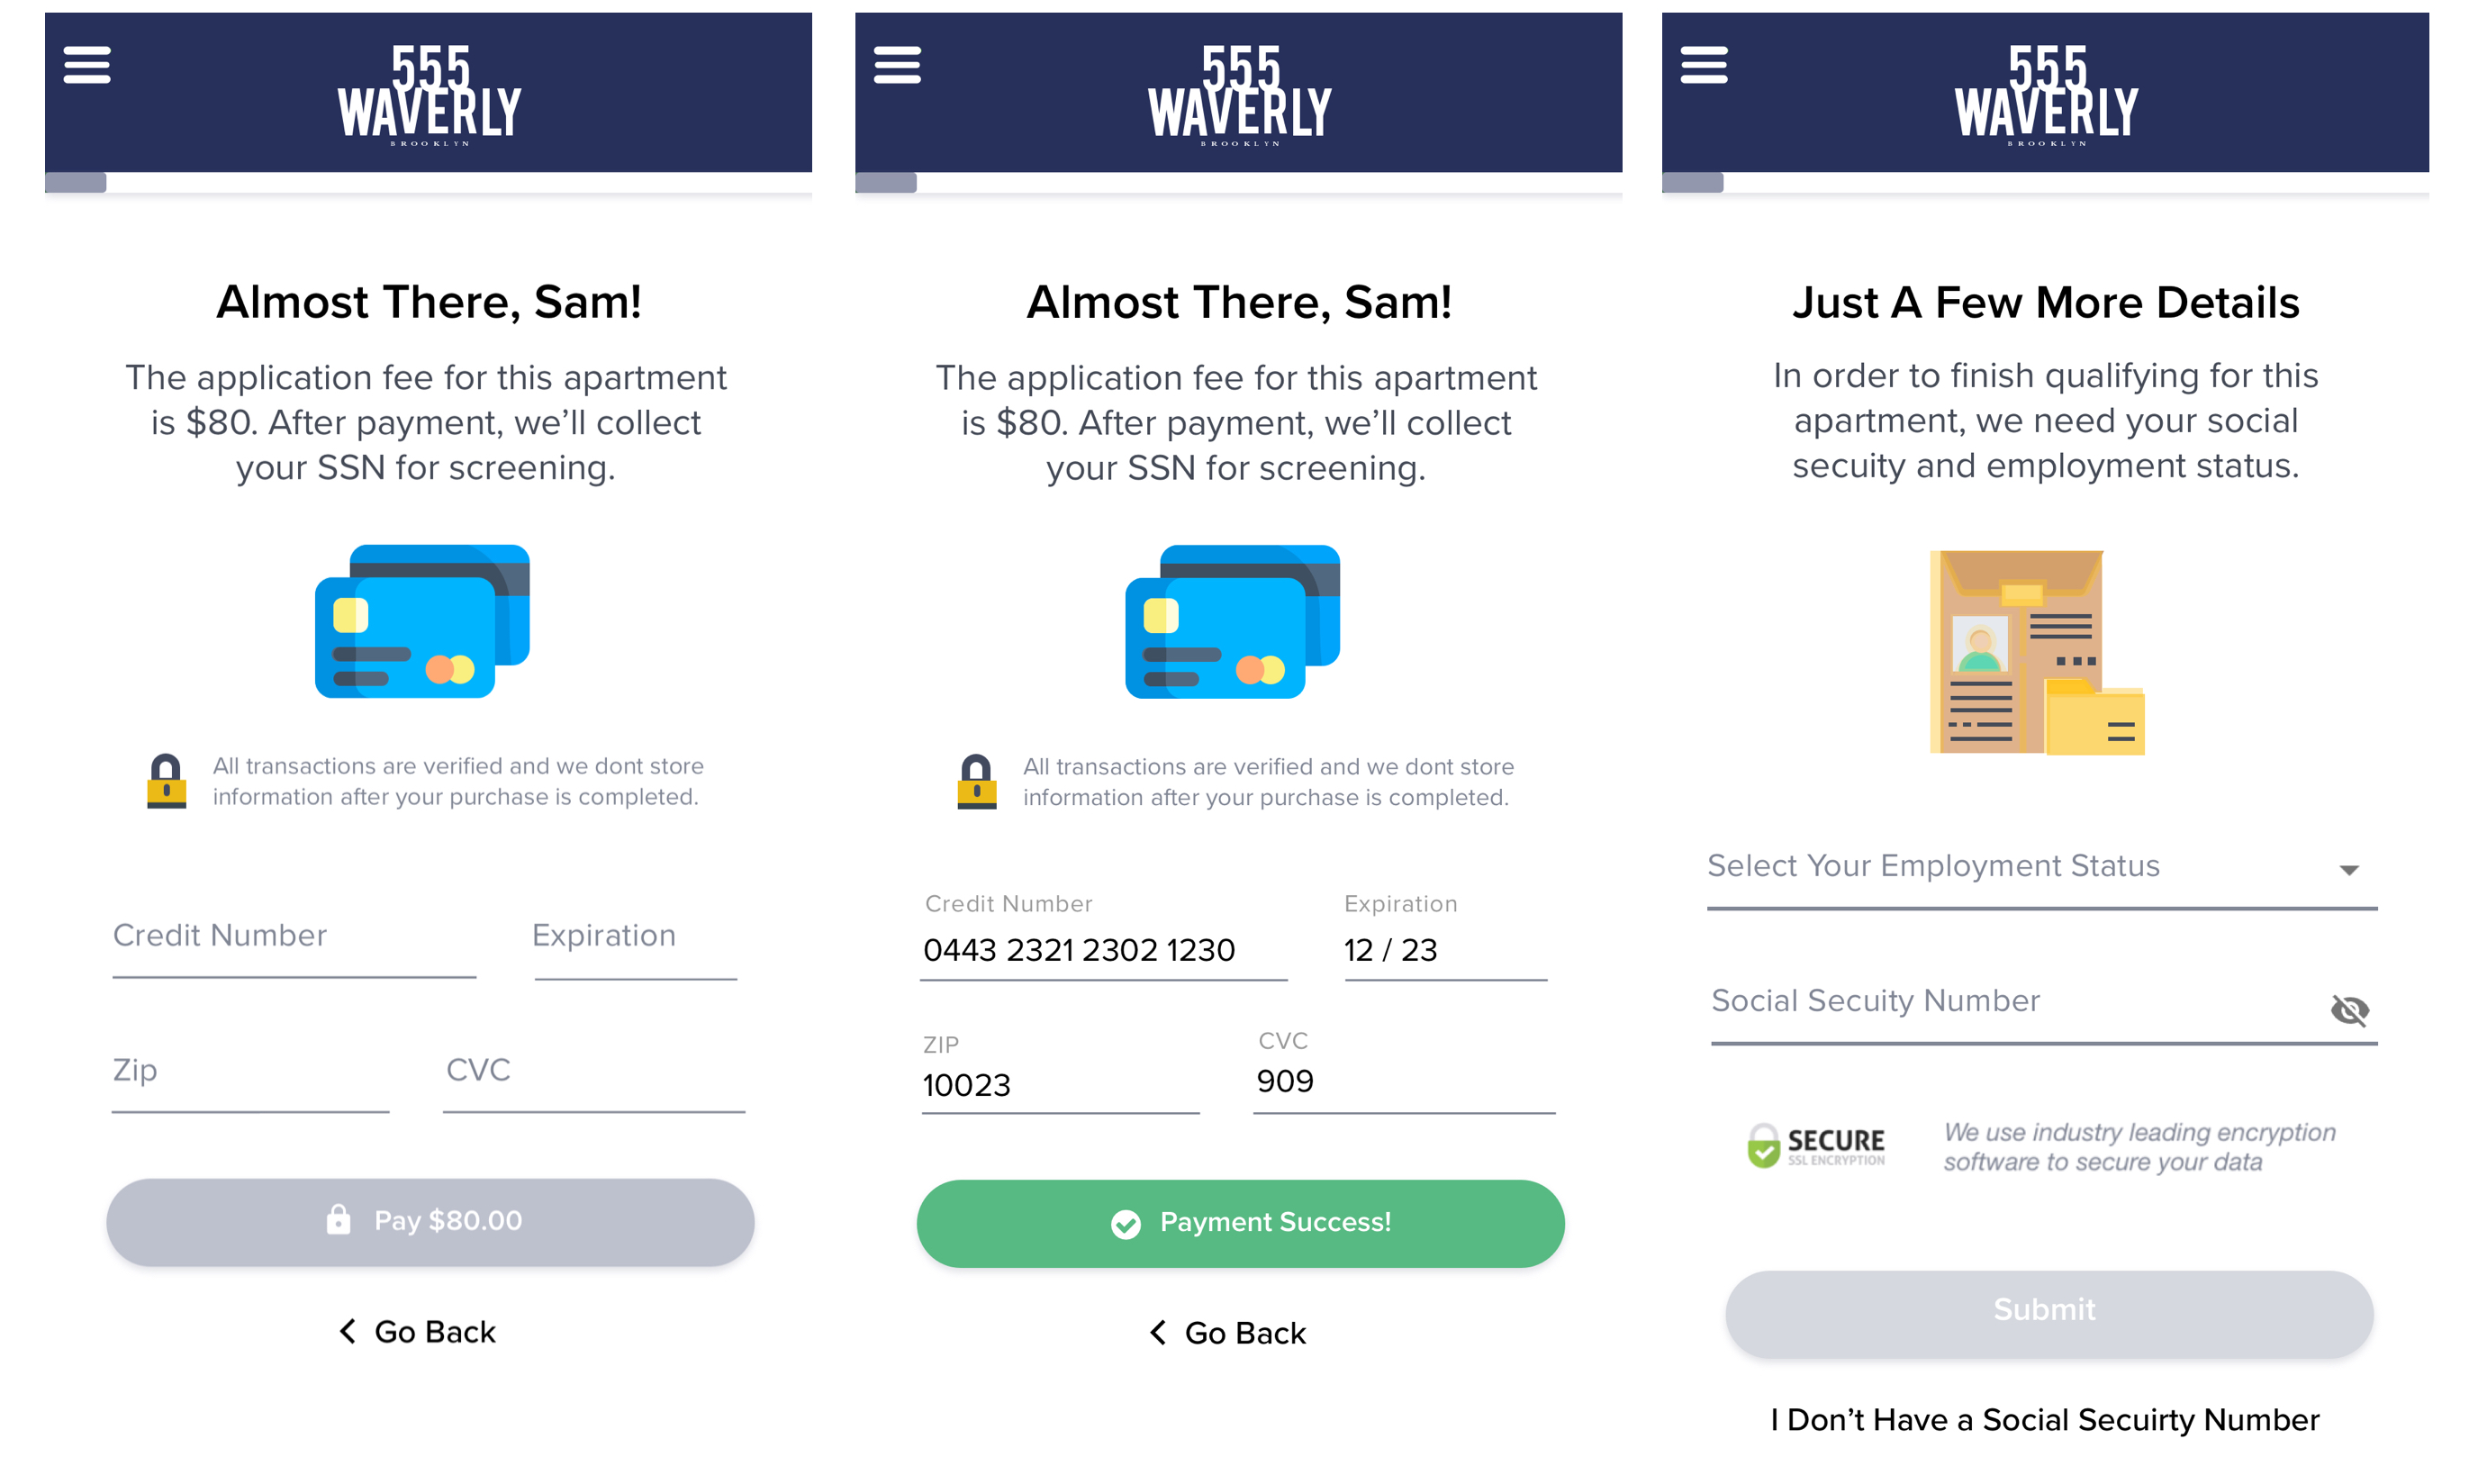 555
WAVERLY
BROOKLYN
Almost There, Sam!
The application fee for this apartment
is $80. After payment, we’ll collect
your SSN for screening.
All transactions are verified and we dont store
information after your purchase is completed.
Credit Number Expiration
Zip CVC
Pay $80.00
Go Back
555
WAVERLY
BROOKLYN
Almost There, Sam!
The application fee for this apartment
is $80. After payment, we’ll collect
your SSN for screening.
All transactions are verified and we dont store
information after your purchase is completed.
Credit Number Expiration
0443 2321 2302 1230 12 / 23
ZIP CVC
10023 909
Payment Success!
Go Back
555
WAVERLY
BROOKLYN
Just A Few More Details
In order to finish qualifying for this
apartment, we need your social
secuity and employment status.
Select Your Employment Status
Social Secuity Number
SECURE
SSL ENCRYPTION
We use industry leading encryption
software to secure your data
Submit
I Don’t Have a Social Secuirty Number